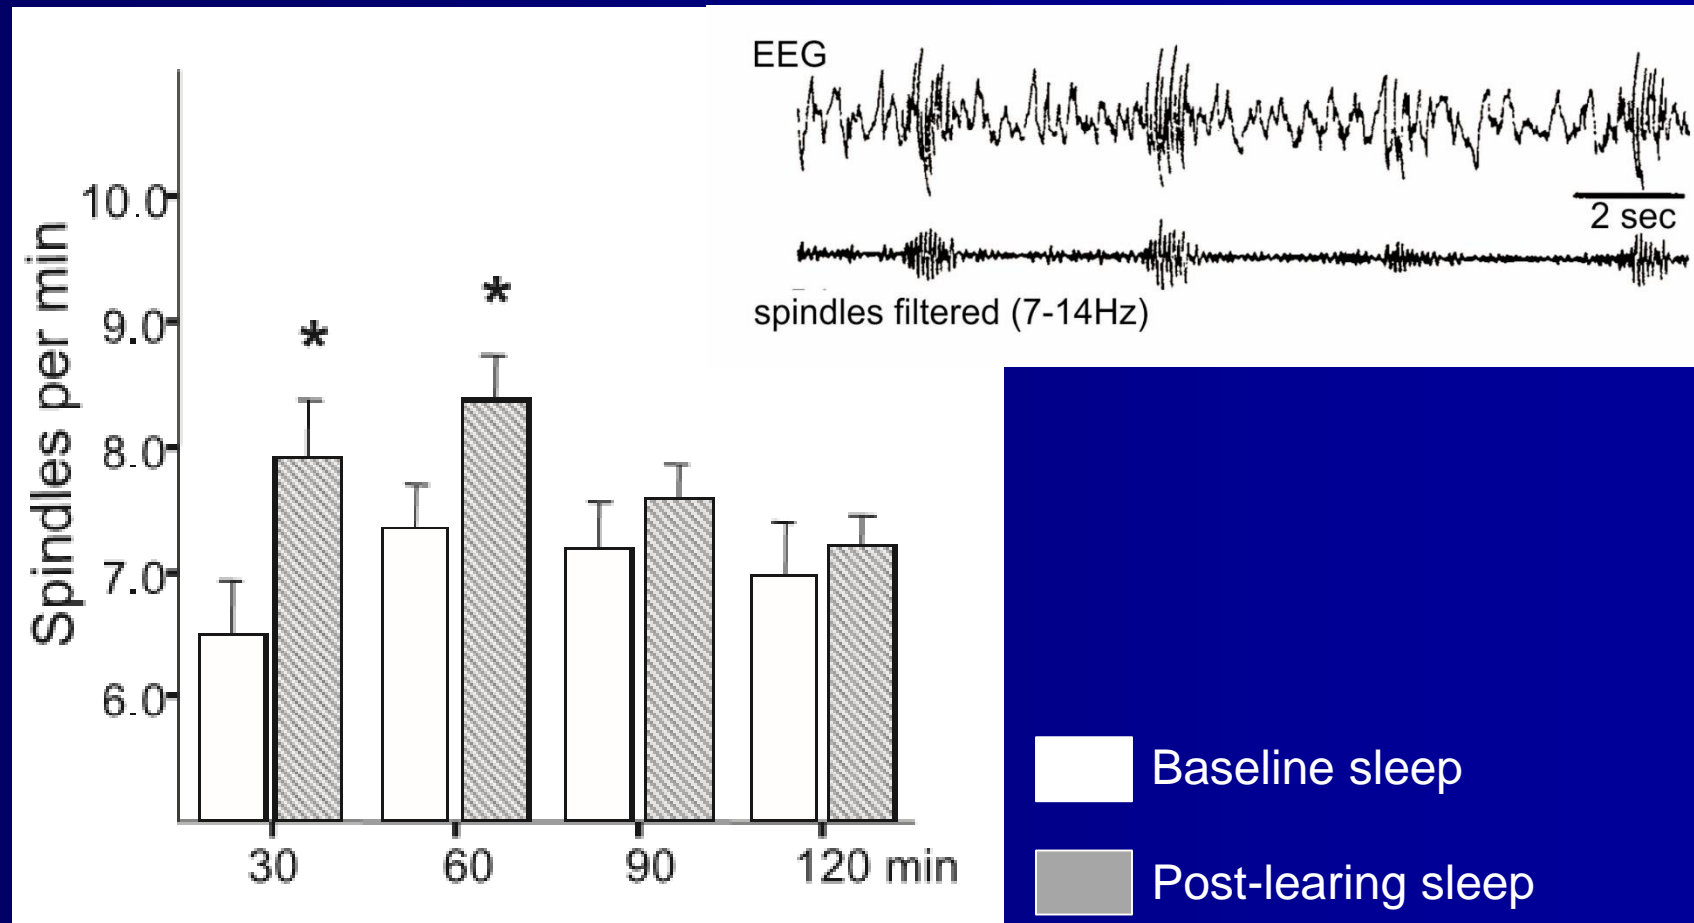 EEG
2 sec
spindles filtered (7-14Hz)
Spindles per min
10.0
9.0
8.0
7.0
6.0
*
*
30 60 90 120 min
Baseline sleep
Post-learing sleep